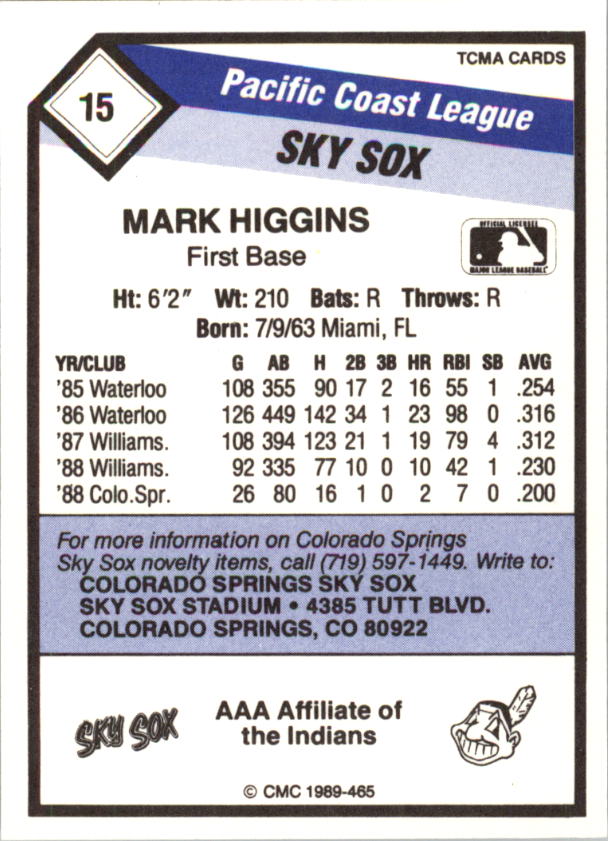 TCMA CARDS
15
Pacific Coast League
SKY SOX
MARK HIGGINS
First Base
OFFICIAL LICENSEE
MAJOR LEAGUE BASEBALL
Ht: 6'2" Wt: 210 Bats: R Throws: R
Born: 7/9/63 Miami, FL
YR/CLUB G AB H 2B 3B HR RBI SB AVG
'85 Waterloo 108 355 90 17 2 16 55 1 .254
'86 Waterloo 126 449 142 34 1 23 98 0 .316
'87 Williams. 108 394 123 21 1 19 79 4 .312
'88 Williams. 92 335 77 10 0 10 42 1 .230
'88 Colo.Spr. 26 80 16 1 0 2 7 0 .200
For more information on Colorado Springs
Sky Sox novelty items, call (719) 597-1449. Write to:
COLORADO SPRINGS SKY SOX
SKY SOX STADIUM • 4385 TUTT BLVD.
COLORADO SPRINGS, CO 80922
SKY SOX
AAA Affiliate of
the Indians
© CMC 1989-465